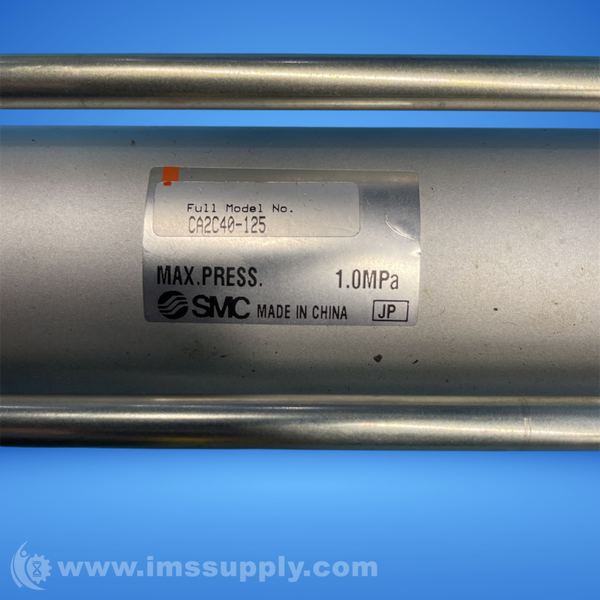 Full Model No.
CA2C40-125
MAX.PRESS. 1.0MPa
SMC MADE IN CHINA JP
www.imssupply.com